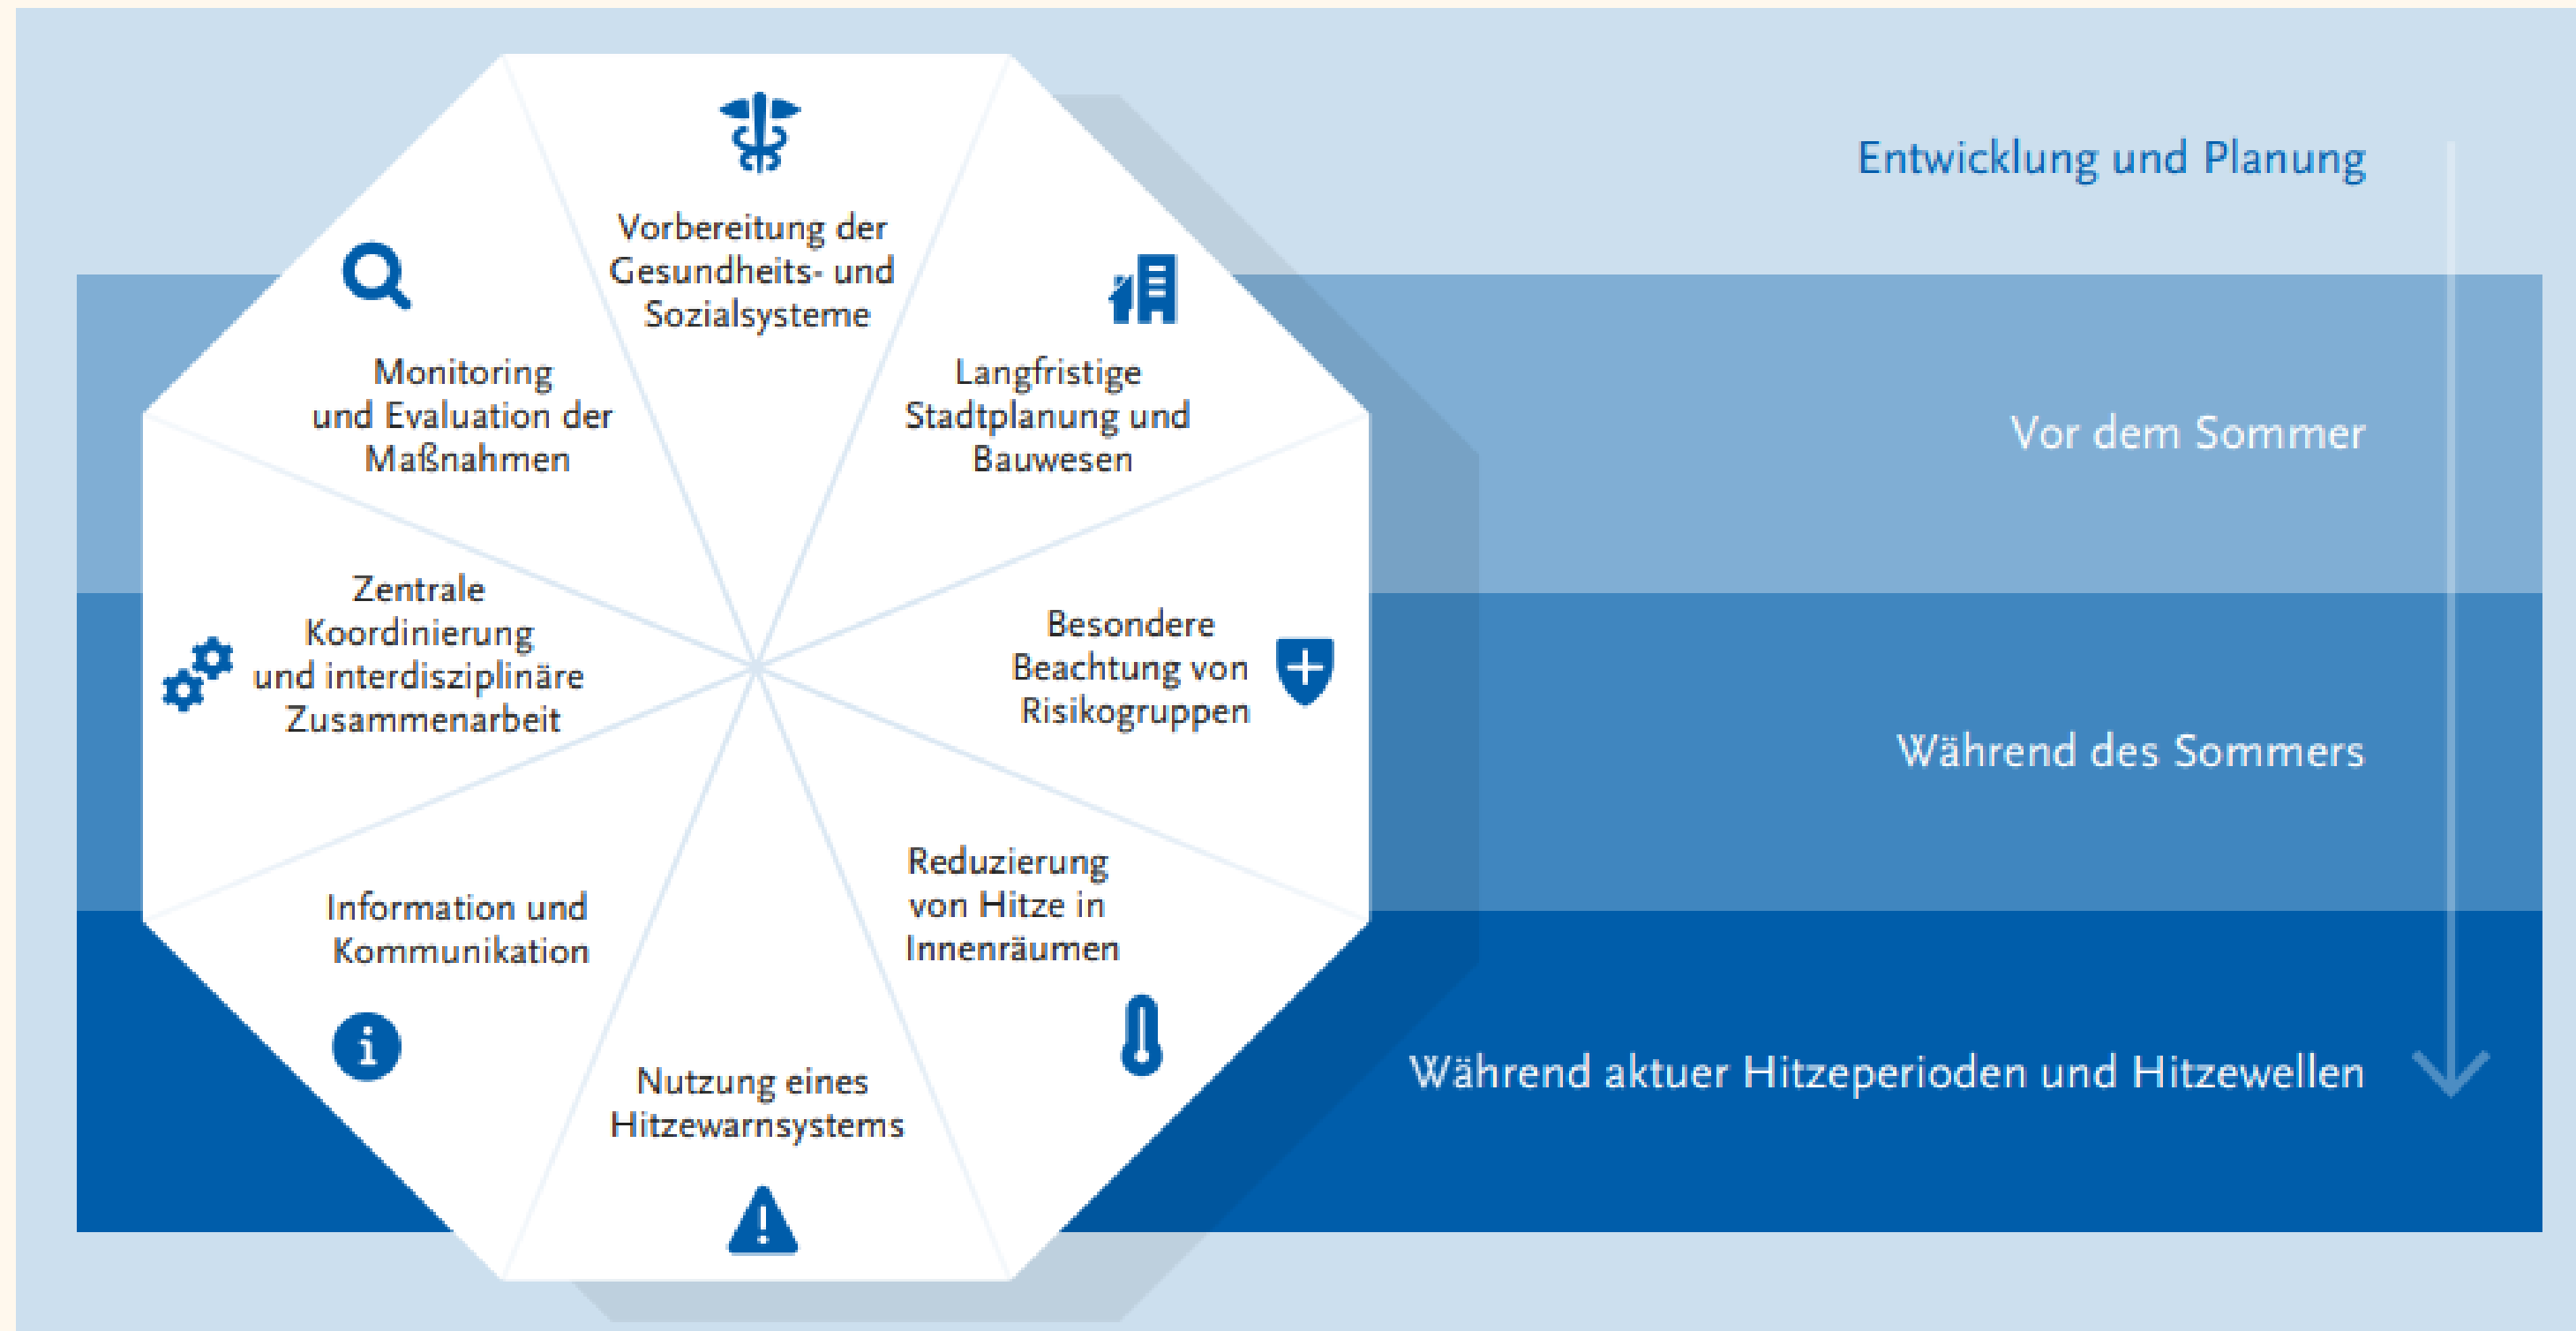 Vorbereitung der
Gesundheits- und
Sozialsysteme
Langfristige
Stadtplanung und
Bauwesen
Besondere
Beachtung von
Risikogruppen
Reduzierung
von Hitze in
Innenräumen
Nutzung eines
Hitzewarnsystems
Information und
Kommunikation
Zentrale
Koordinierung
und interdisziplinäre
Zusammenarbeit
Monitoring
und Evaluation der
Maßnahmen
Entwicklung und Planung
Vor dem Sommer
Während des Sommers
Während aktuer Hitzeperioden und Hitzewellen